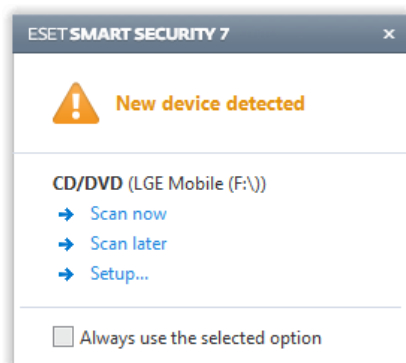 ESET SMART SECURITY 7
New device detected
CD/DVD (LGE Mobile (F:\))
Scan now
Scan later
Setup...
Always use the selected option